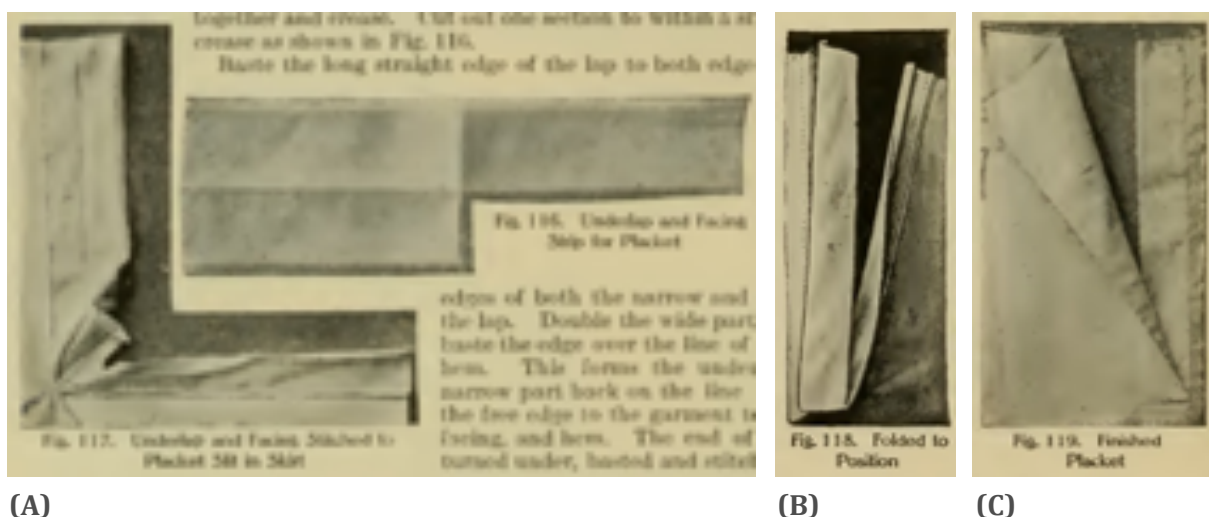 together and crease. Cut out one section to within a
crease as shown in Fig. 116.
Baste the long straight edge of the lap to both edge
Fig. 116. Underlap and Facing
Strip for Placket
edges of both the narrow and
the lap. Double the wide part,
baste the edge over the line of
hem. This forms the under
narrow part back on the line
the free edge to the garment
facing, and hem. The end of
turned under, basted and stitch
Fig. 117. Underlap and Facing Stitched to
Placket Slit in Skirt
Fig. 118. Folded to
Position
Fig. 119. Finished
Placket
(A)
(B)
(C)